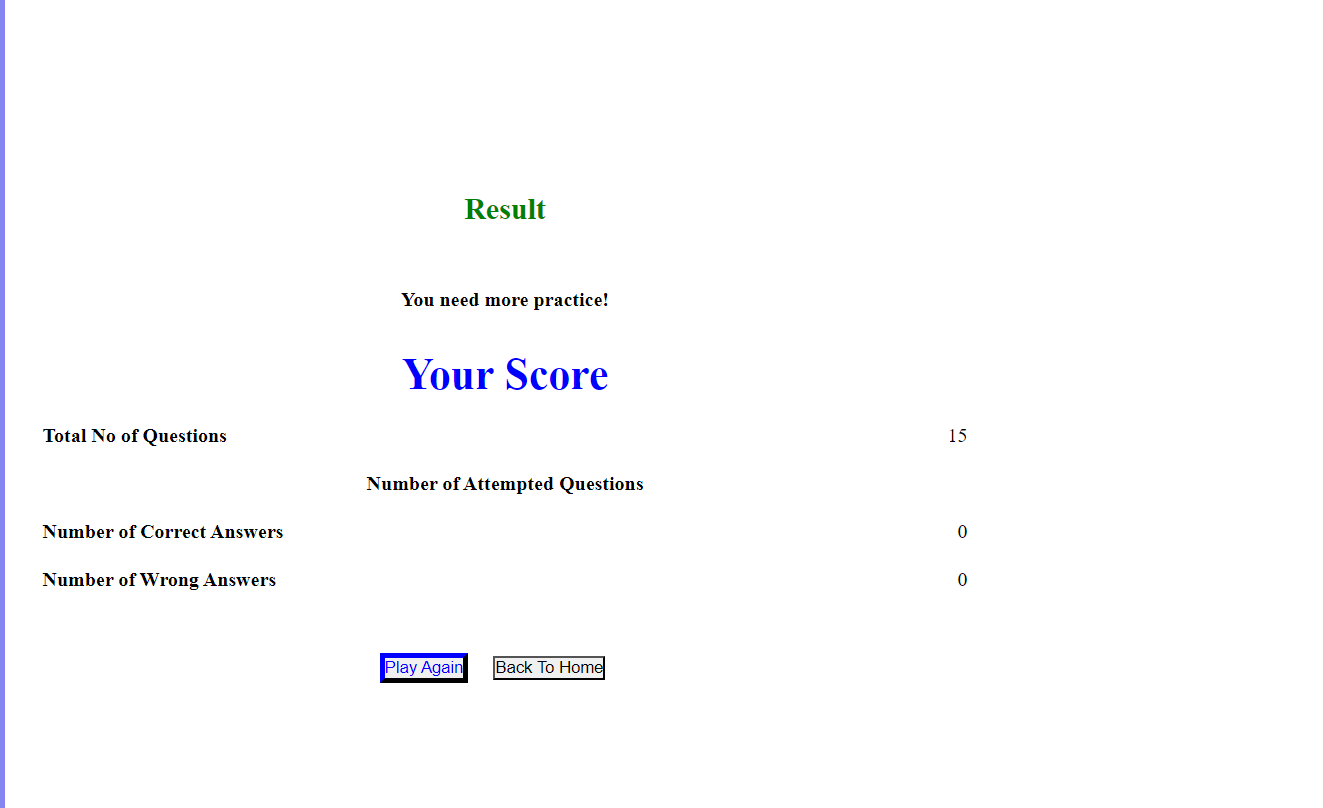 Result
You need more practice!
Your Score
Total No of Questions 15
Number of Attempted Questions
Number of Correct Answers 0
Number of Wrong Answers 0
Play Again Back To Home